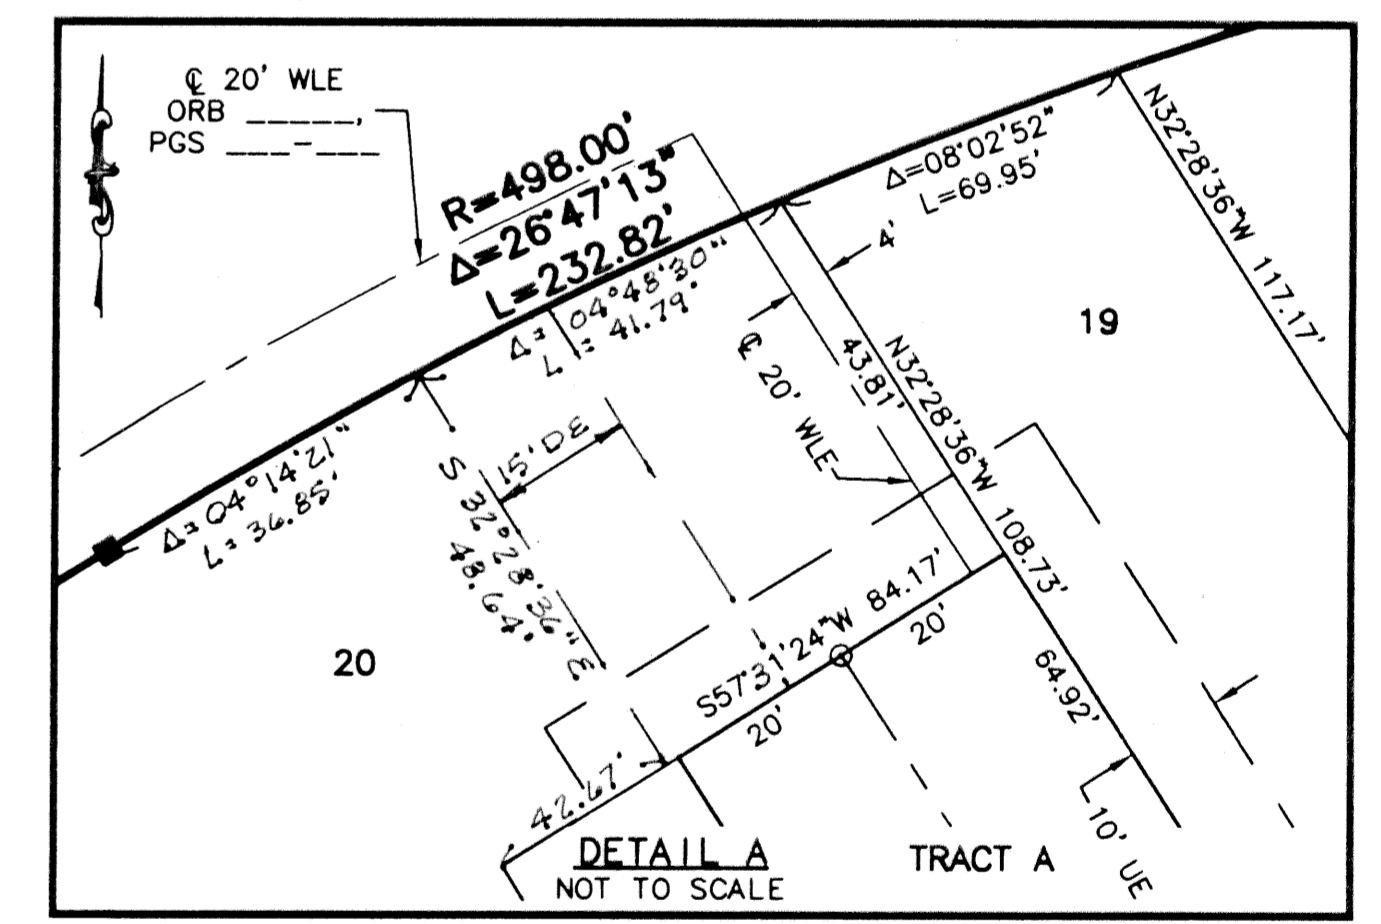 ℄ 20' WLE
ORB _____,
PGS ___-___
R=498.00'
Δ=26°47'13"
L=232.82'
Δ=08°02'52"
L=69.95'
N32°28'36"W 117.17'
4'
19
Δ= 04°48'30"
L = 41.79'
43.81'
N32°28'36"W 108.73'
℄ 20' WLE
15' DE
Δ= 04°14'21"
L= 36.85'
S 32°28'36" E
48.64'
20
S57°31'24"W 84.17'
20'
20'
64.92'
42.67'
10' UE
DETAIL A
NOT TO SCALE
TRACT A